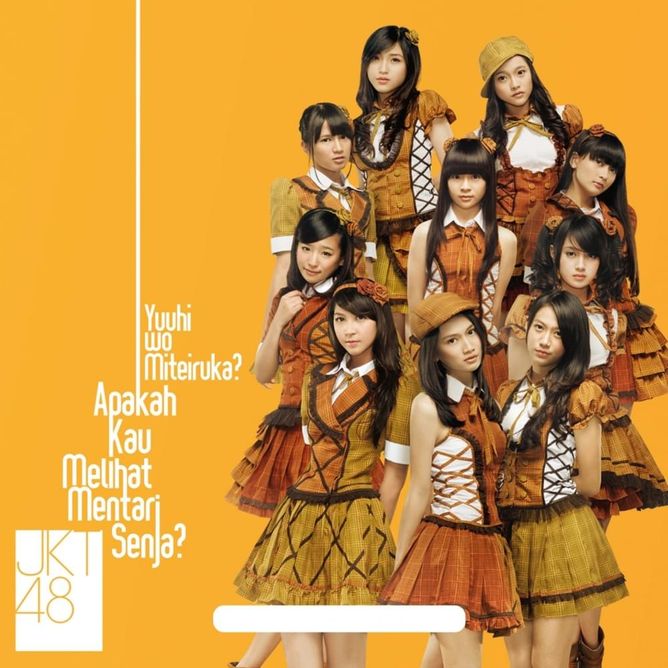 Yuuhi
wo
Miteiruka?
Apakah
Kau
Melihat
Mentari
Senja?
JKT
48